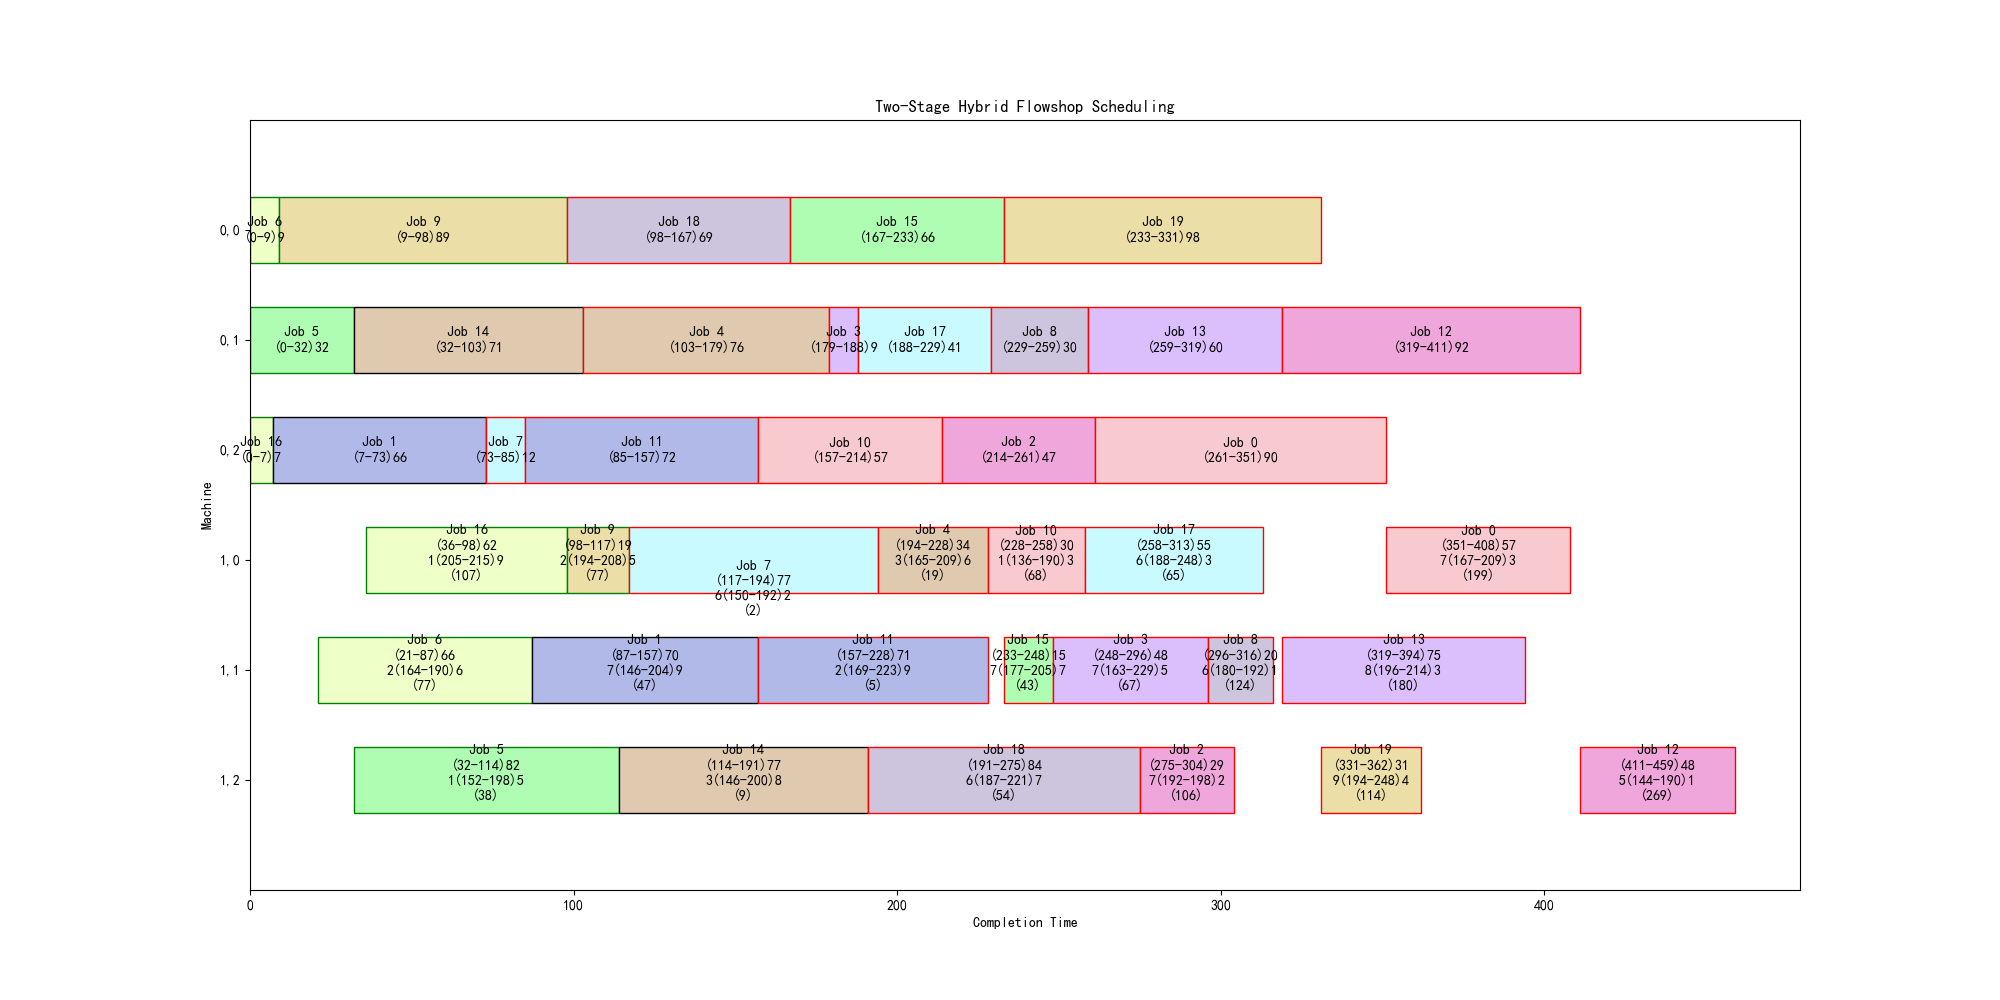 Two-Stage Hybrid Flowshop Scheduling
Machine
0,0
Job 6
(0-9)9
Job 9
(9-98)89
Job 18
(98-167)69
Job 15
(167-233)66
Job 19
(233-331)98
0,1
Job 5
(0-32)32
Job 14
(32-103)71
Job 4
(103-179)76
Job 3
(179-188)9
Job 17
(188-229)41
Job 8
(229-259)30
Job 13
(259-319)60
Job 12
(319-411)92
0,2
Job 16
(0-7)7
Job 1
(7-73)66
Job 7
(73-85)12
Job 11
(85-157)72
Job 10
(157-214)57
Job 2
(214-261)47
Job 0
(261-351)90
1,0
Job 16
(36-98)62
1(205-215)9
(107)
Job 9
(98-117)19
2(194-208)5
(77)
Job 7
(117-194)77
6(150-192)2
(2)
Job 4
(194-228)34
3(165-209)6
(19)
Job 10
(228-258)30
1(136-190)3
(68)
Job 17
(258-313)55
6(188-248)3
(65)
Job 0
(351-408)57
7(167-209)3
(199)
1,1
Job 6
(21-87)66
2(164-190)6
(77)
Job 1
(87-157)70
7(146-204)9
(47)
Job 11
(157-228)71
2(169-223)9
(5)
Job 15
(233-248)15
7(177-205)7
(43)
Job 3
(248-296)48
7(163-229)5
(67)
Job 8
(296-316)20
6(180-192)1
(124)
Job 13
(319-394)75
8(196-214)3
(180)
1,2
Job 5
(32-114)82
1(152-198)5
(38)
Job 14
(114-191)77
3(146-200)8
(9)
Job 18
(191-275)84
6(187-221)7
(54)
Job 2
(275-304)29
7(192-198)2
(106)
Job 19
(331-362)31
9(194-248)4
(114)
Job 12
(411-459)48
5(144-190)1
(269)
0
100
200
300
400
Completion Time